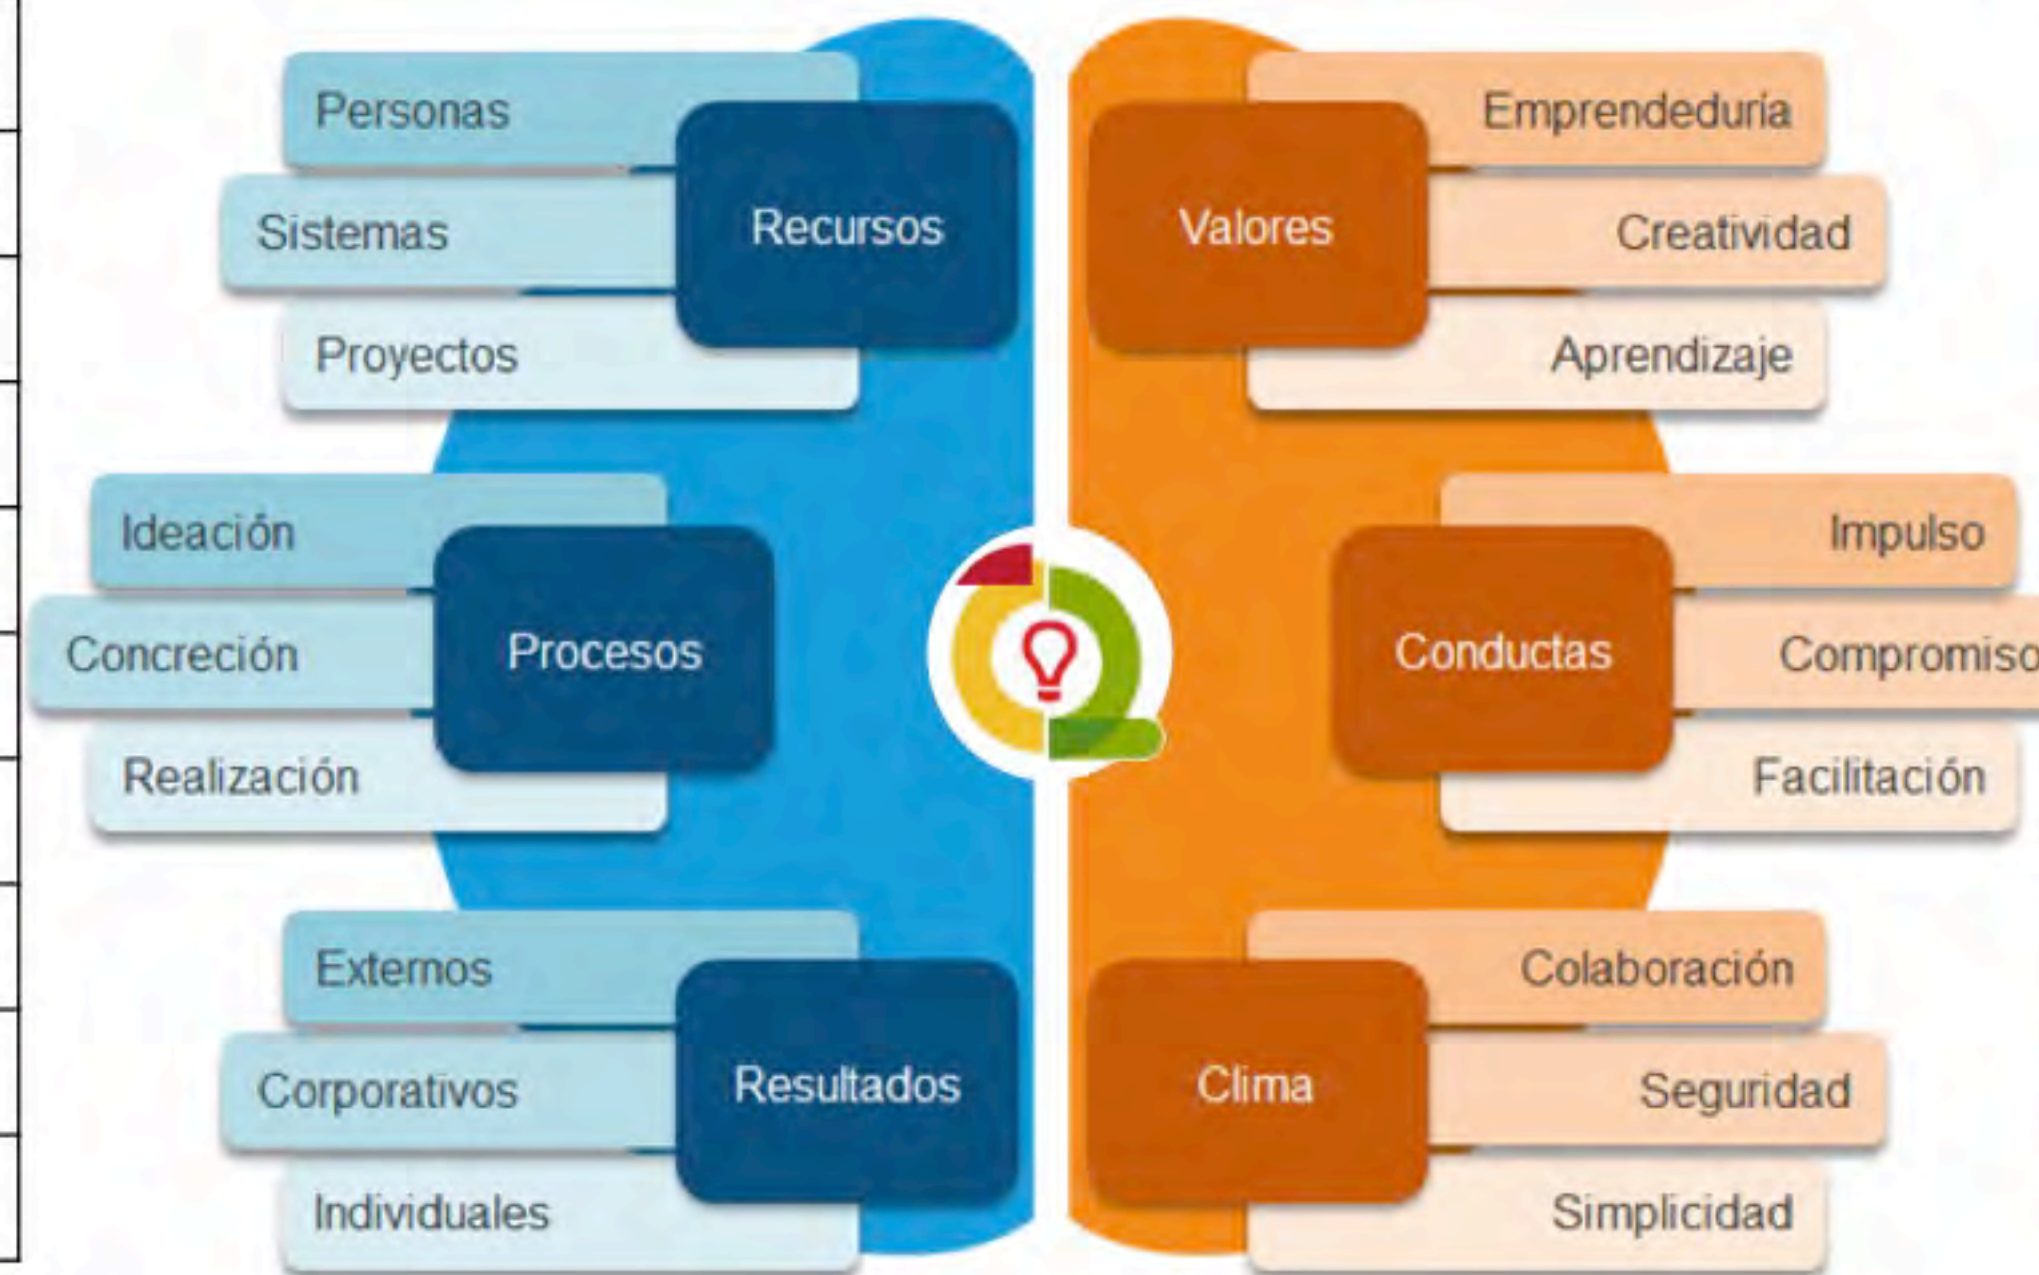 Personas
Sistemas
Proyectos
Recursos
Ideación
Concreción
Realización
Procesos
Externos
Corporativos
Individuales
Resultados
Valores
Emprendeduría
Creatividad
Aprendizaje
Conductas
Impulso
Compromiso
Facilitación
Clima
Colaboración
Seguridad
Simplicidad